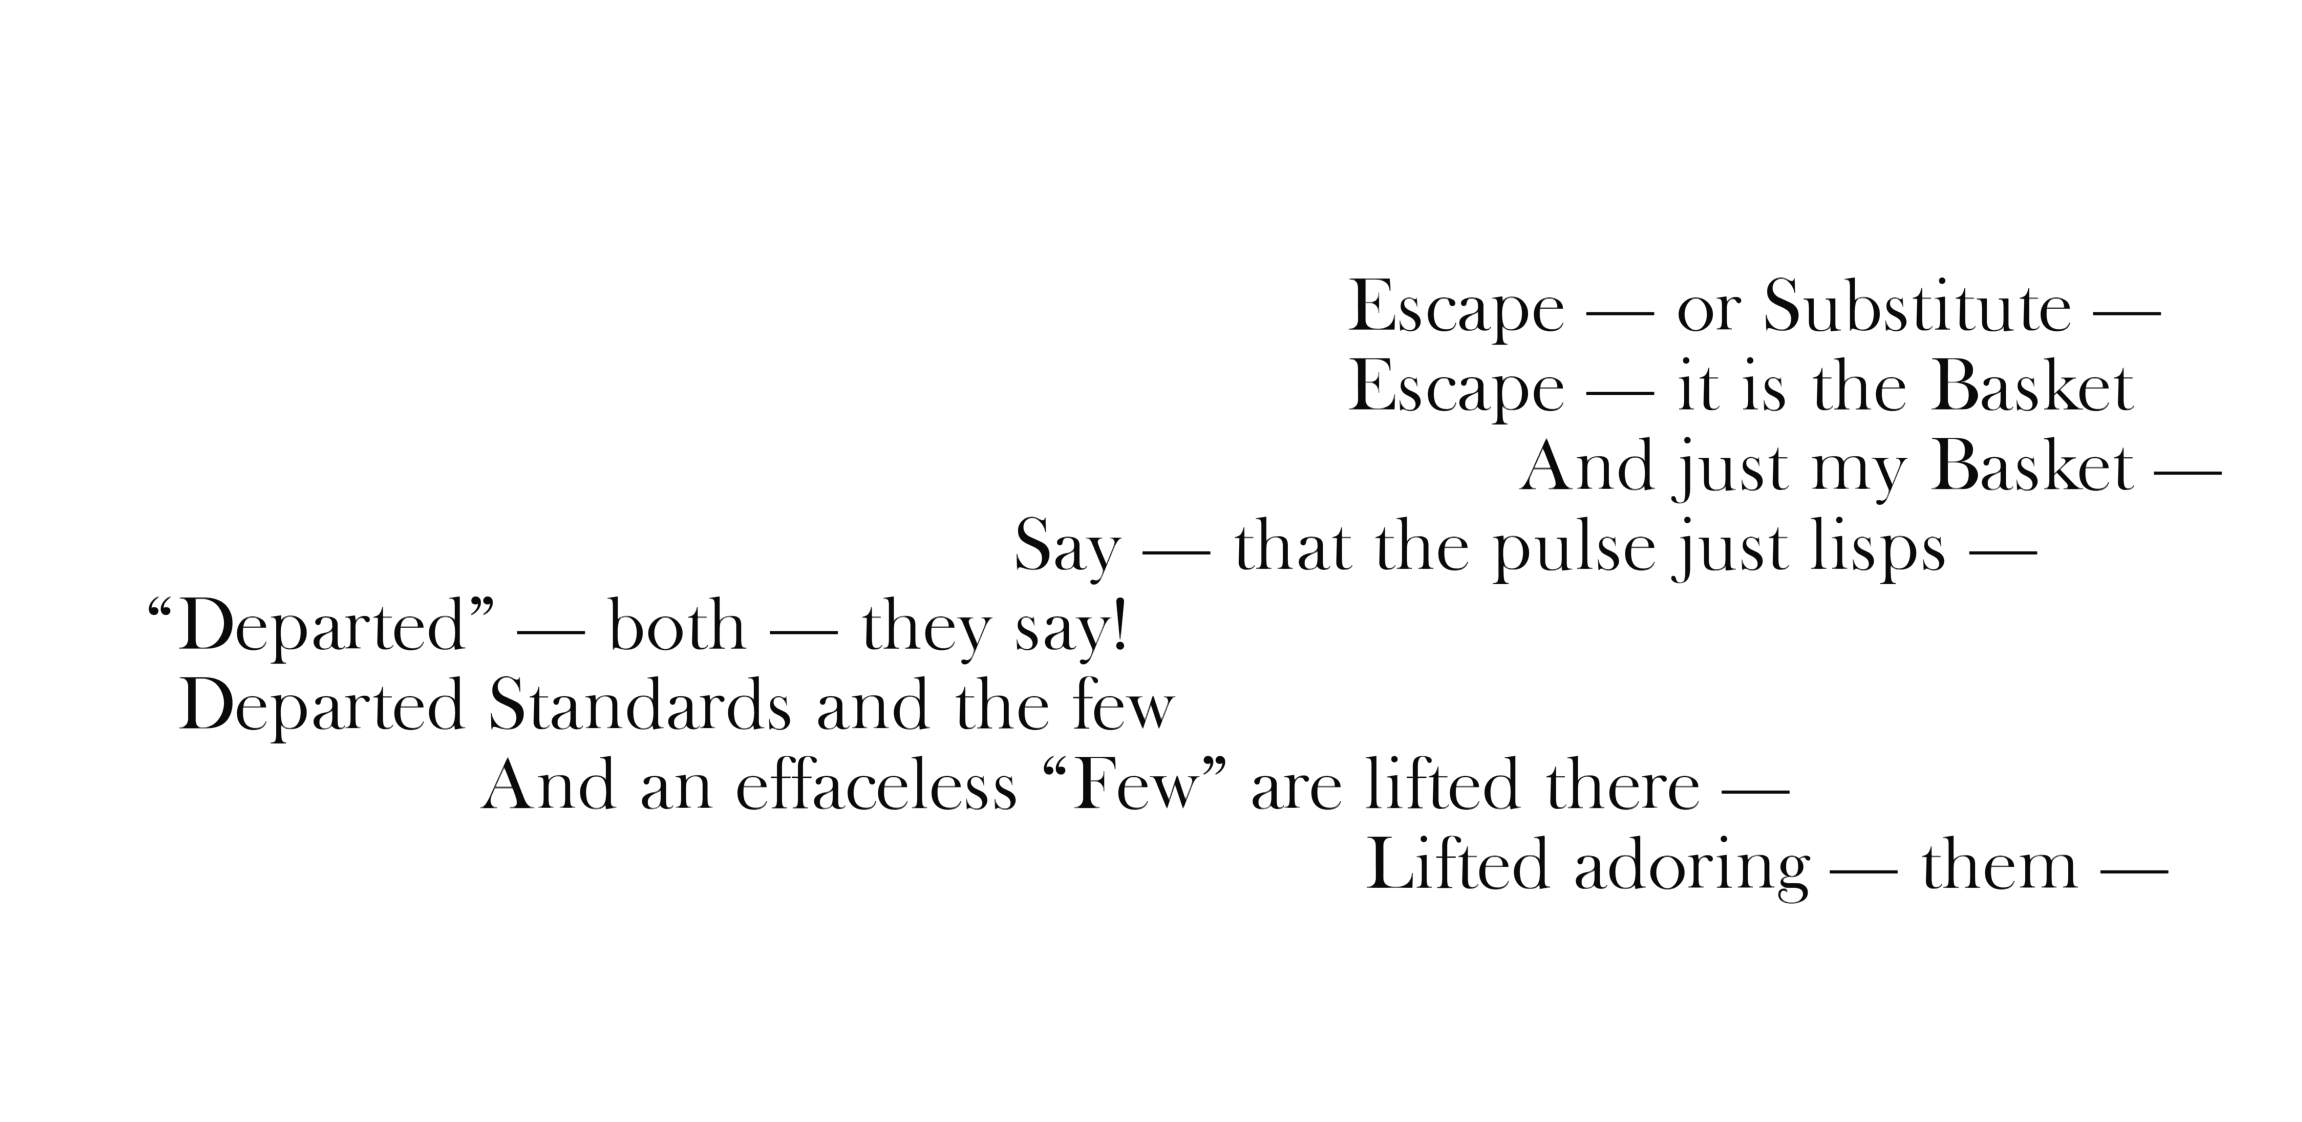 Escape — or Substitute —
Escape — it is the Basket
And just my Basket —
Say — that the pulse just lisps —
“Departed” — both — they say!
Departed Standards and the few
And an effaceless “Few” are lifted there —
Lifted adoring — them —